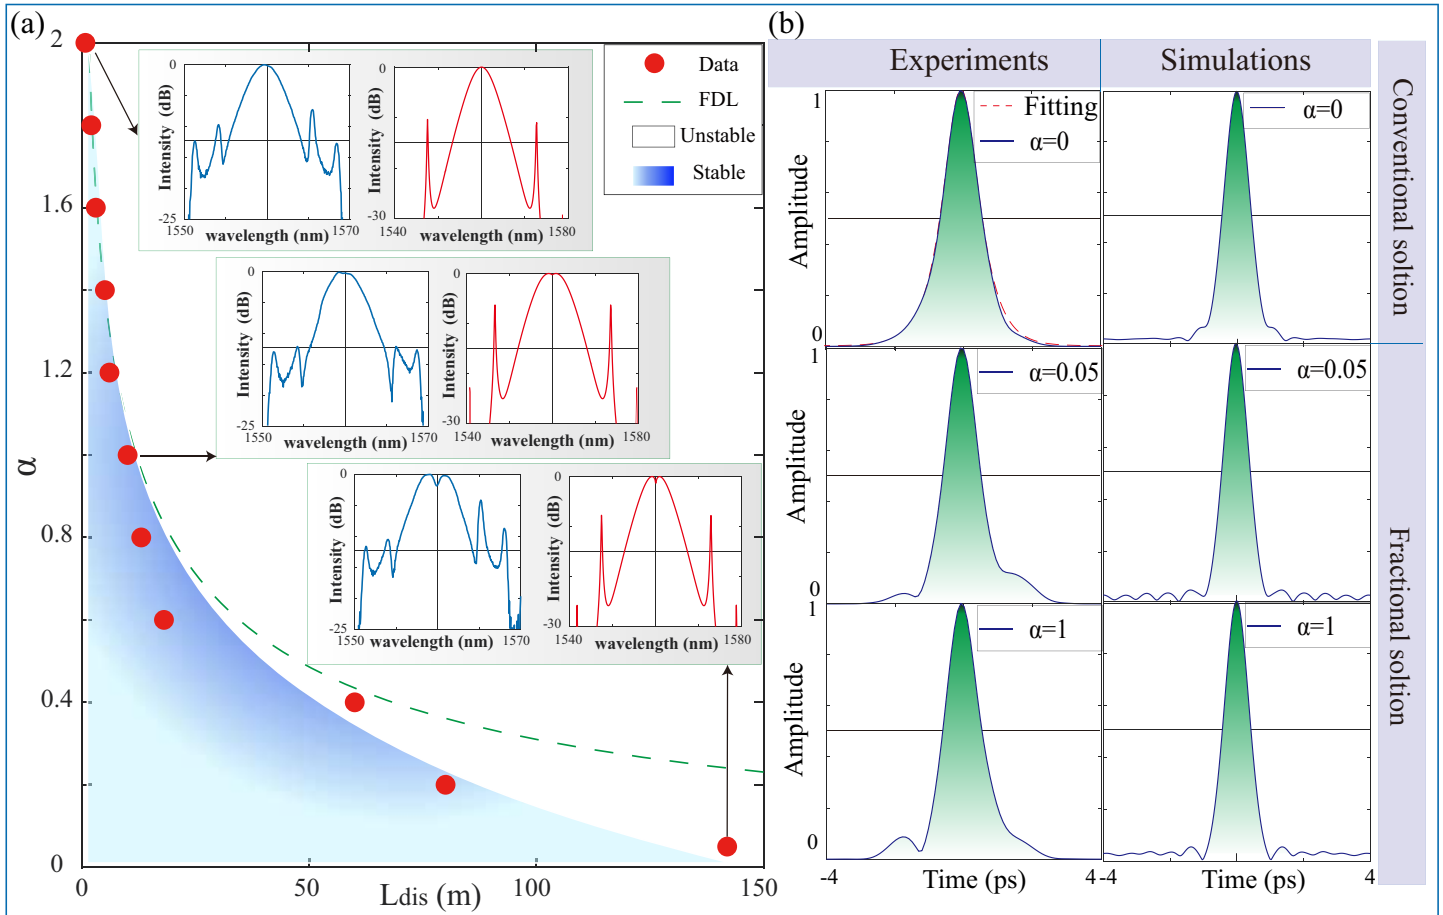 (a)
2
1.6
1.2
0.8
0.4
0
α
0
50
100
150
Ldis (m)
Data
FDL
Unstable
Stable
0
-25
Intensity (dB)
1550
1570
wavelength (nm)
0
-30
Intensity (dB)
1540
1580
wavelength (nm)
0
-25
Intensity (dB)
1550
1570
wavelength (nm)
0
-30
Intensity (dB)
1540
1580
wavelength (nm)
0
-25
Intensity (dB)
1550
1570
wavelength (nm)
0
-30
Intensity (dB)
1540
1580
wavelength (nm)
(b)
Experiments
Simulations
Conventional soltion
Fractional soltion
1
0
Amplitude
Fitting
α=0
α=0
1
0
Amplitude
α=0.05
α=0.05
1
0
Amplitude
α=1
α=1
-4
Time (ps)
4
-4
Time (ps)
4